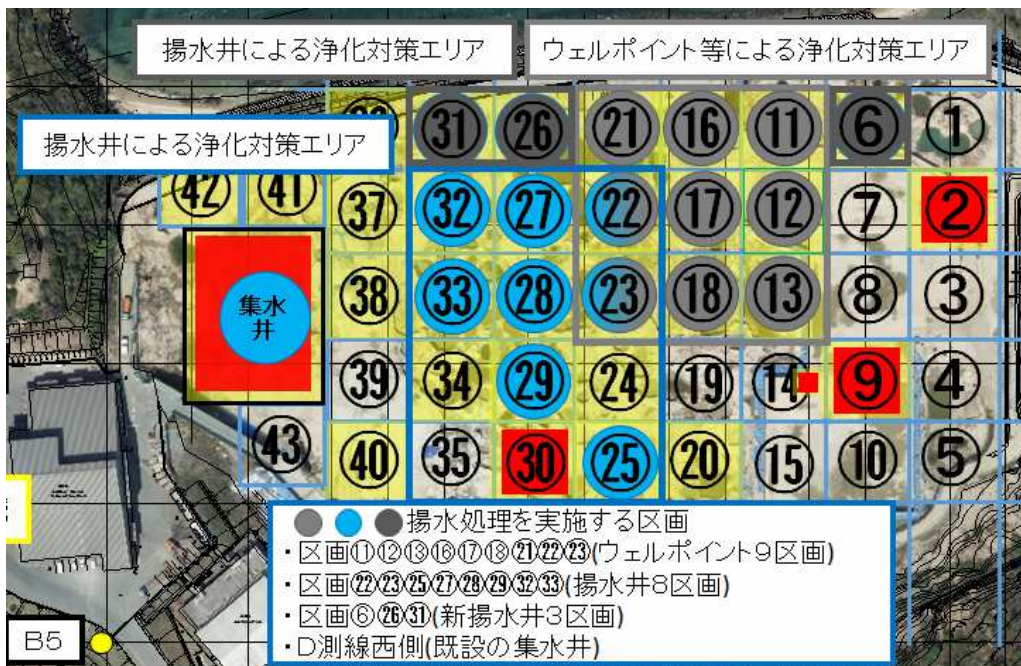 揚水井による浄化対策エリア
ウェルポイント等による浄化対策エリア
揚水井による浄化対策エリア
㉛ ㉖ ㉑ ⑯ ⑪ ⑥ ①
㊷ ㊶ ㊲ ㉜ ㉗ ㉒ ⑰ ⑫ ⑦ ②
集水
井
㊳ ㉝ ㉘ ㉓ ⑱ ⑬ ⑧ ③
㊴ ㉞ ㉙ ㉔ ⑲ ⑭ ⑨ ④
㊸ ㊵ ㉟ ㉚ ㉕ ⑳ ⑮ ⑩ ⑤
揚水処理を実施する区画
・区画⑪⑫⑬⑯⑰⑱㉑㉒㉓(ウェルポイント9区画)
・区画㉒㉓㉕㉗㉘㉙㉜㉝(揚水井8区画)
・区画⑥㉖㉛(新揚水井3区画)
・D測線西側(既設の集水井)
B5